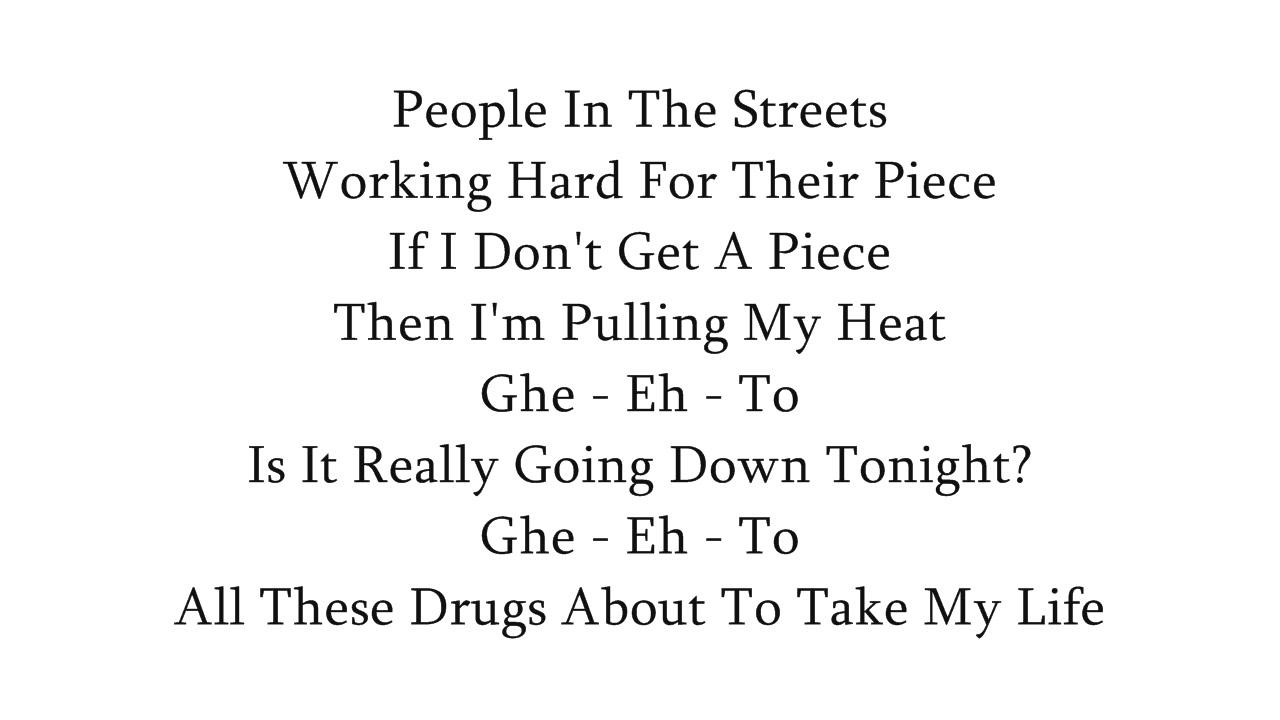 People In The Streets
Working Hard For Their Piece
If I Don't Get A Piece
Then I'm Pulling My Heat
Ghe - Eh - To
Is It Really Going Down Tonight?
Ghe - Eh - To
All These Drugs About To Take My Life